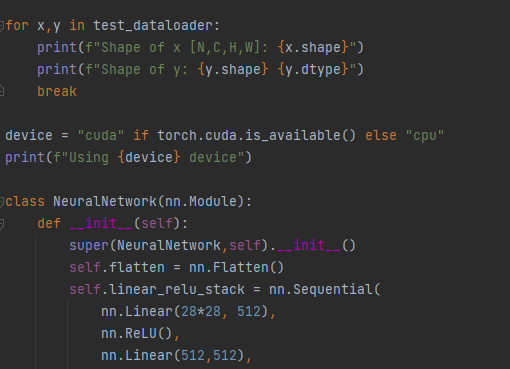 for x,y in test_dataloader:
    print(f"Shape of x [N,C,H,W]: {x.shape}")
    print(f"Shape of y: {y.shape} {y.dtype}")
    break

device = "cuda" if torch.cuda.is_available() else "cpu"
print(f"Using {device} device")

class NeuralNetwork(nn.Module):
    def __init__(self):
        super(NeuralNetwork,self).__init__()
        self.flatten = nn.Flatten()
        self.linear_relu_stack = nn.Sequential(
            nn.Linear(28*28, 512),
            nn.ReLU(),
            nn.Linear(512,512),